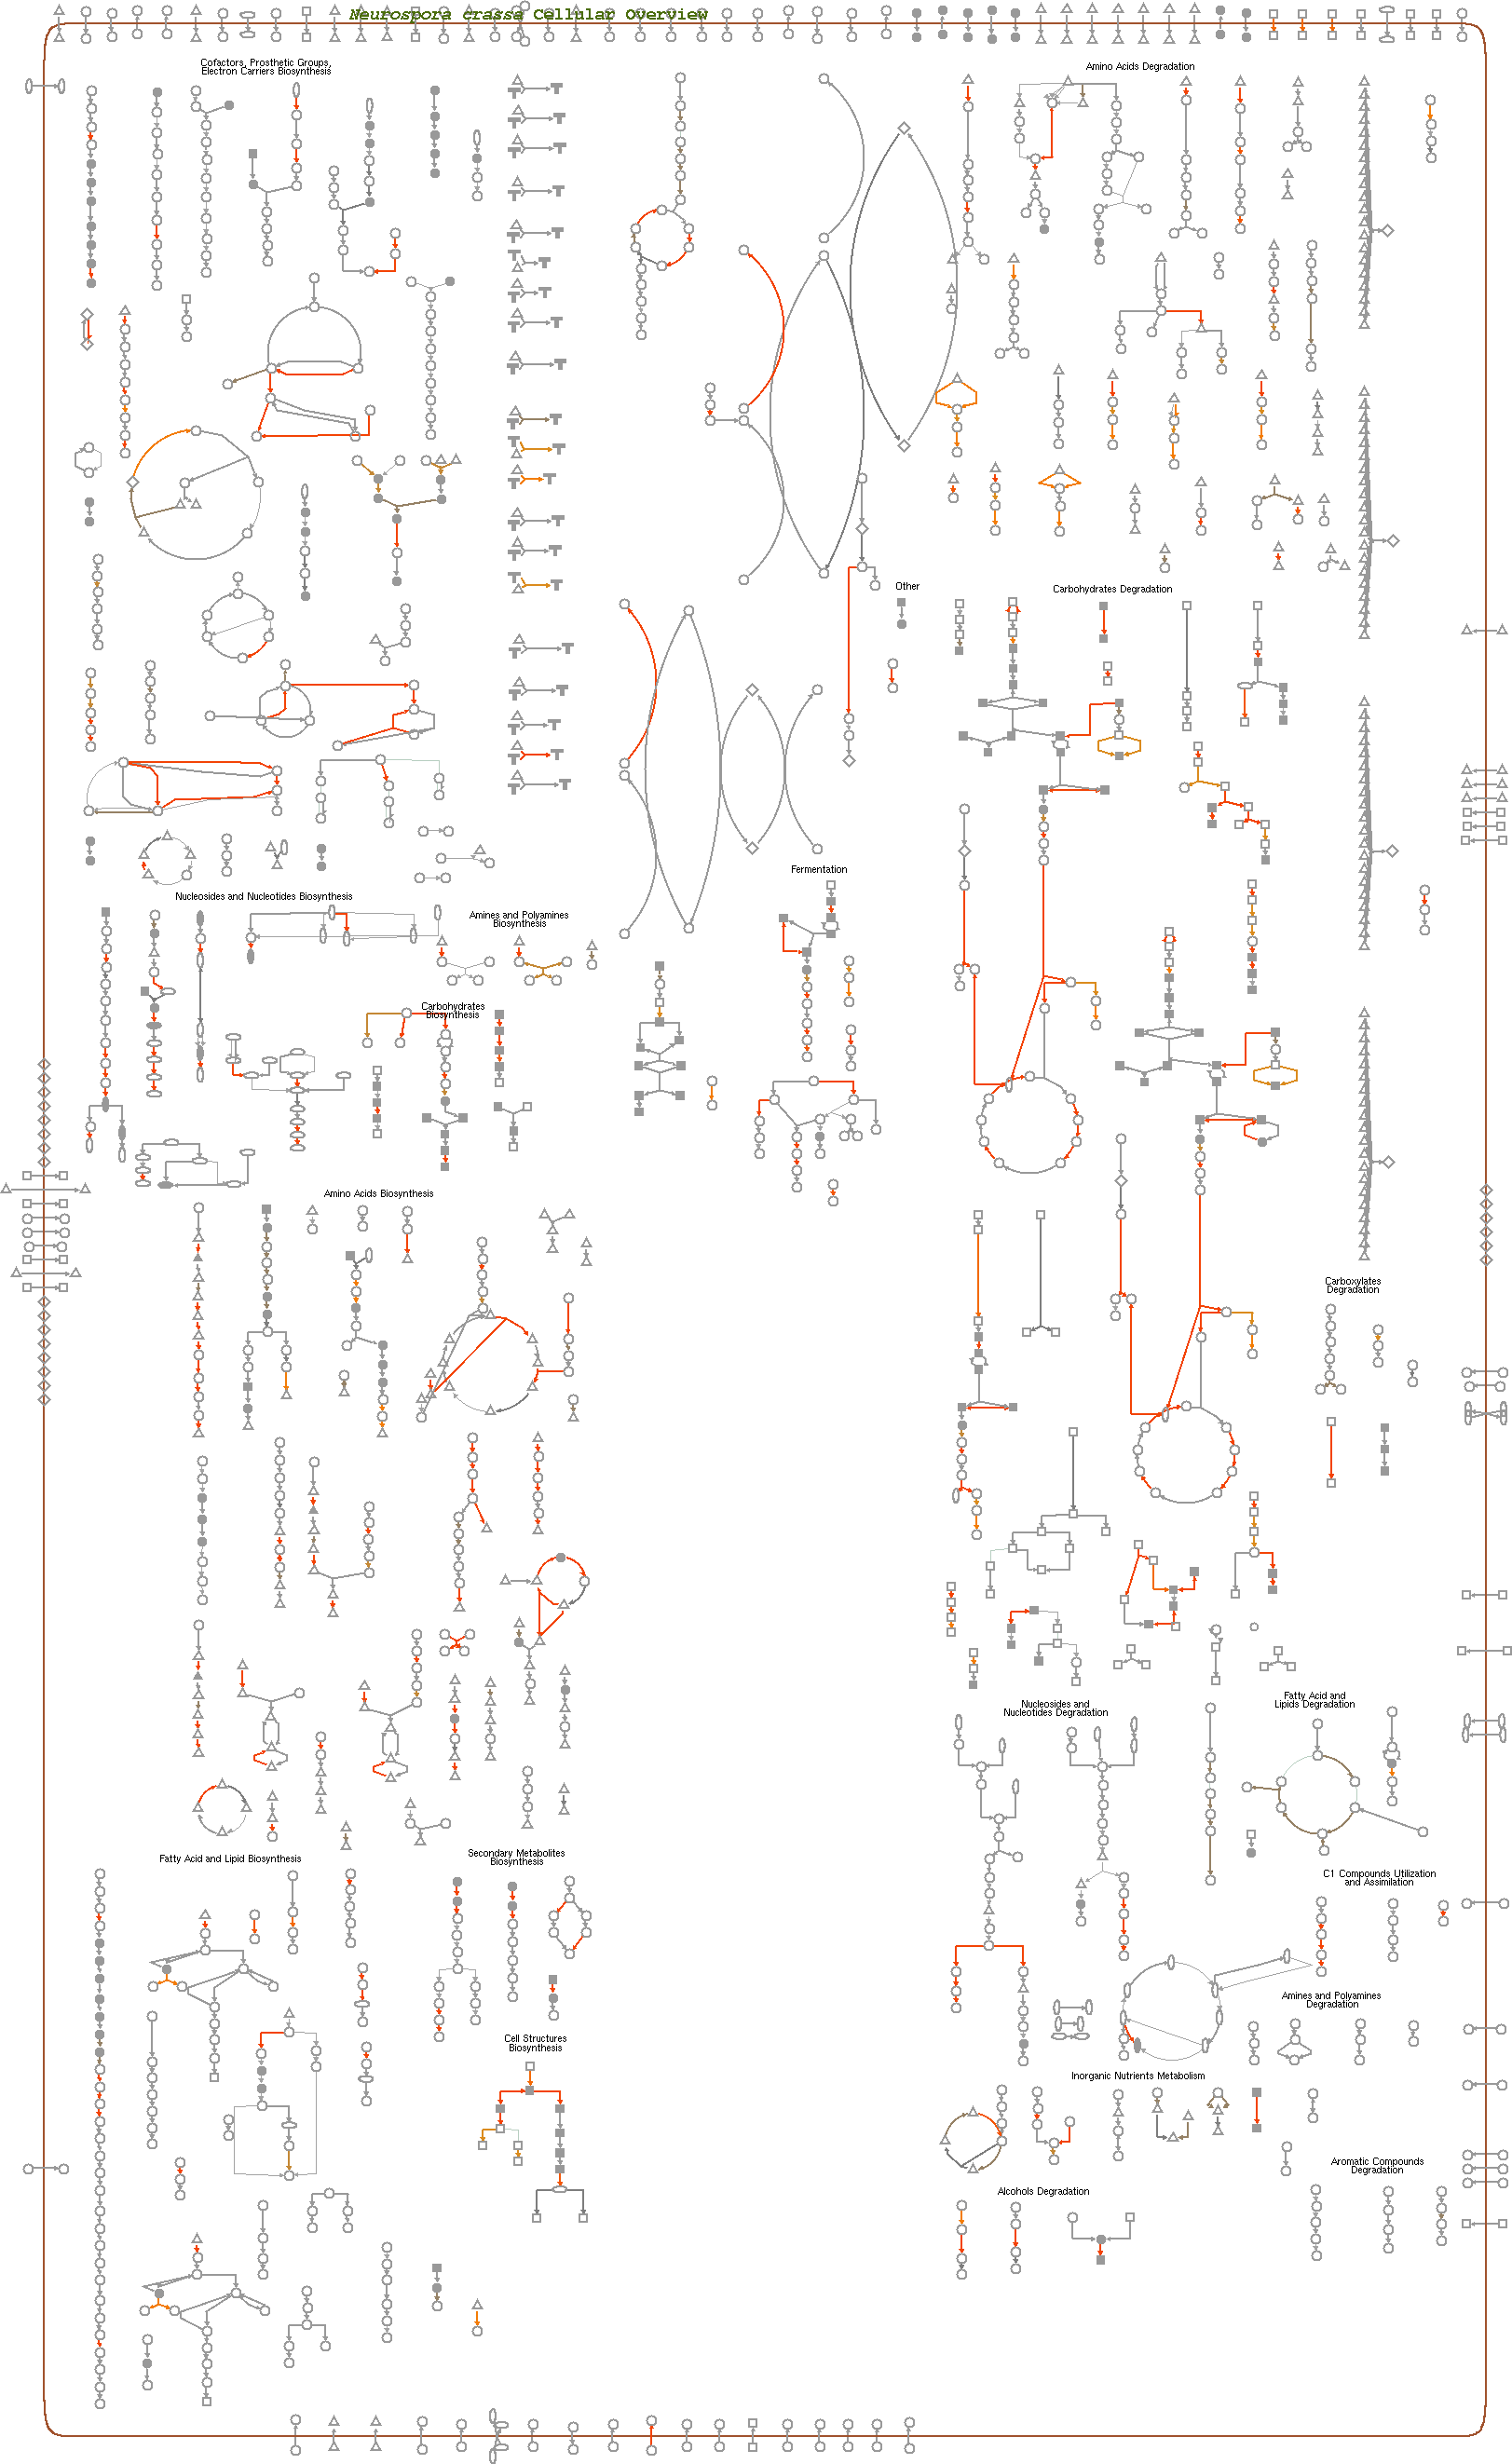 Neurospora crassa Cellular Overview
Cofactors, Prosthetic Groups,
Electron Carriers Biosynthesis
Amino Acids Degradation
Other
Carbohydrates Degradation
Fermentation
Nucleosides and Nucleotides Biosynthesis
Amines and Polyamines
Biosynthesis
Carbohydrates
Biosynthesis
Amino Acids Biosynthesis
Carboxylates
Degradation
Nucleosides and
Nucleotides Degradation
Fatty Acid and
Lipids Degradation
Fatty Acid and Lipid Biosynthesis
Secondary Metabolites
Biosynthesis
C1 Compounds Utilization
and Assimilation
Amines and Polyamines
Degradation
Cell Structures
Biosynthesis
Inorganic Nutrients Metabolism
Aromatic Compounds
Degradation
Alcohols Degradation